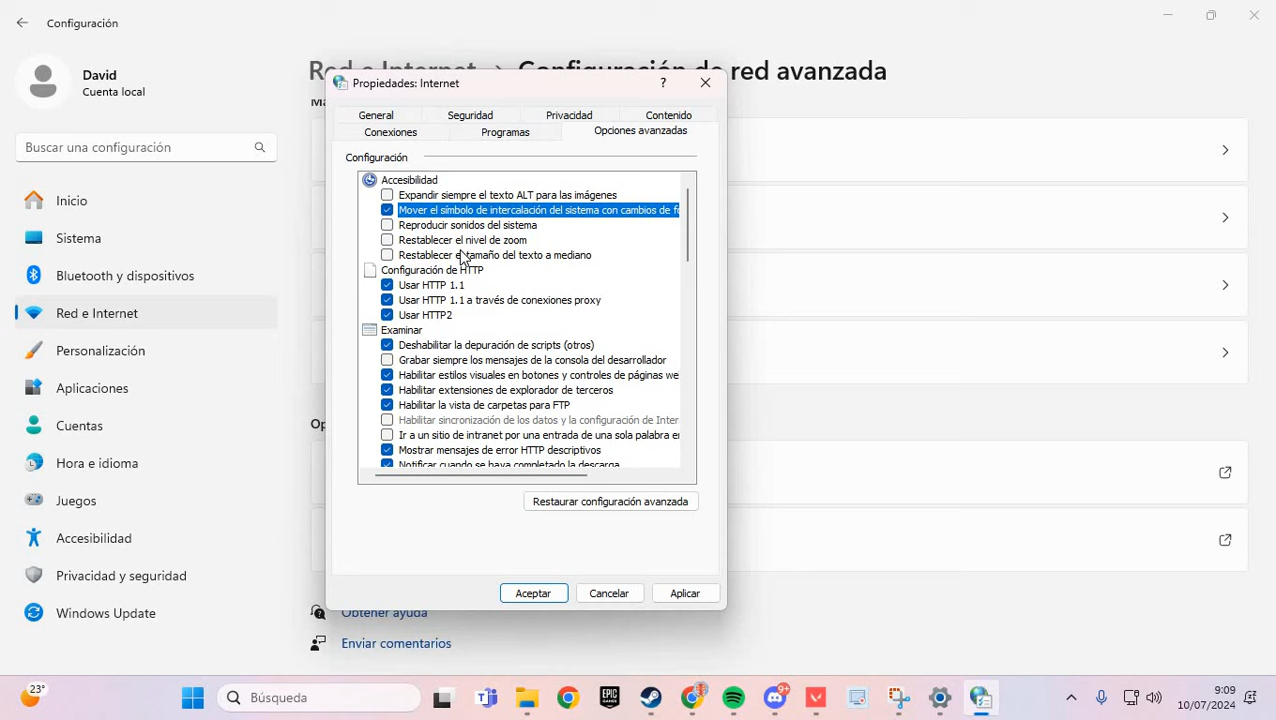 Configuración
David
Cuenta local
Buscar una configuración
Inicio
Sistema
Bluetooth y dispositivos
Red e Internet
Personalización
Aplicaciones
Cuentas
Hora e idioma
Juegos
Accesibilidad
Privacidad y seguridad
Windows Update
Red e Internet > Configuración de red avanzada
Propiedades: Internet
?
General Seguridad Privacidad Contenido
Conexiones Programas Opciones avanzadas
Configuración
Accesibilidad
Expandir siempre el texto ALT para las imágenes
Mover el símbolo de intercalación del sistema con cambios de fo
Reproducir sonidos del sistema
Restablecer el nivel de zoom
Restablecer el tamaño del texto a mediano
Configuración de HTTP
Usar HTTP 1.1
Usar HTTP 1.1 a través de conexiones proxy
Usar HTTP2
Examinar
Deshabilitar la depuración de scripts (otros)
Grabar siempre los mensajes de la consola del desarrollador
Habilitar estilos visuales en botones y controles de páginas we
Habilitar extensiones de explorador de terceros
Habilitar la vista de carpetas para FTP
Habilitar sincronización de los datos y la configuración de Inter
Ir a un sitio de intranet por una entrada de una sola palabra en
Mostrar mensajes de error HTTP descriptivos
Notificar cuando se haya completado la descarga
Restaurar configuración avanzada
Aceptar Cancelar Aplicar
Obtener ayuda
Enviar comentarios
23°
Búsqueda
EPIC GAMES
9+
9:09
10/07/2024